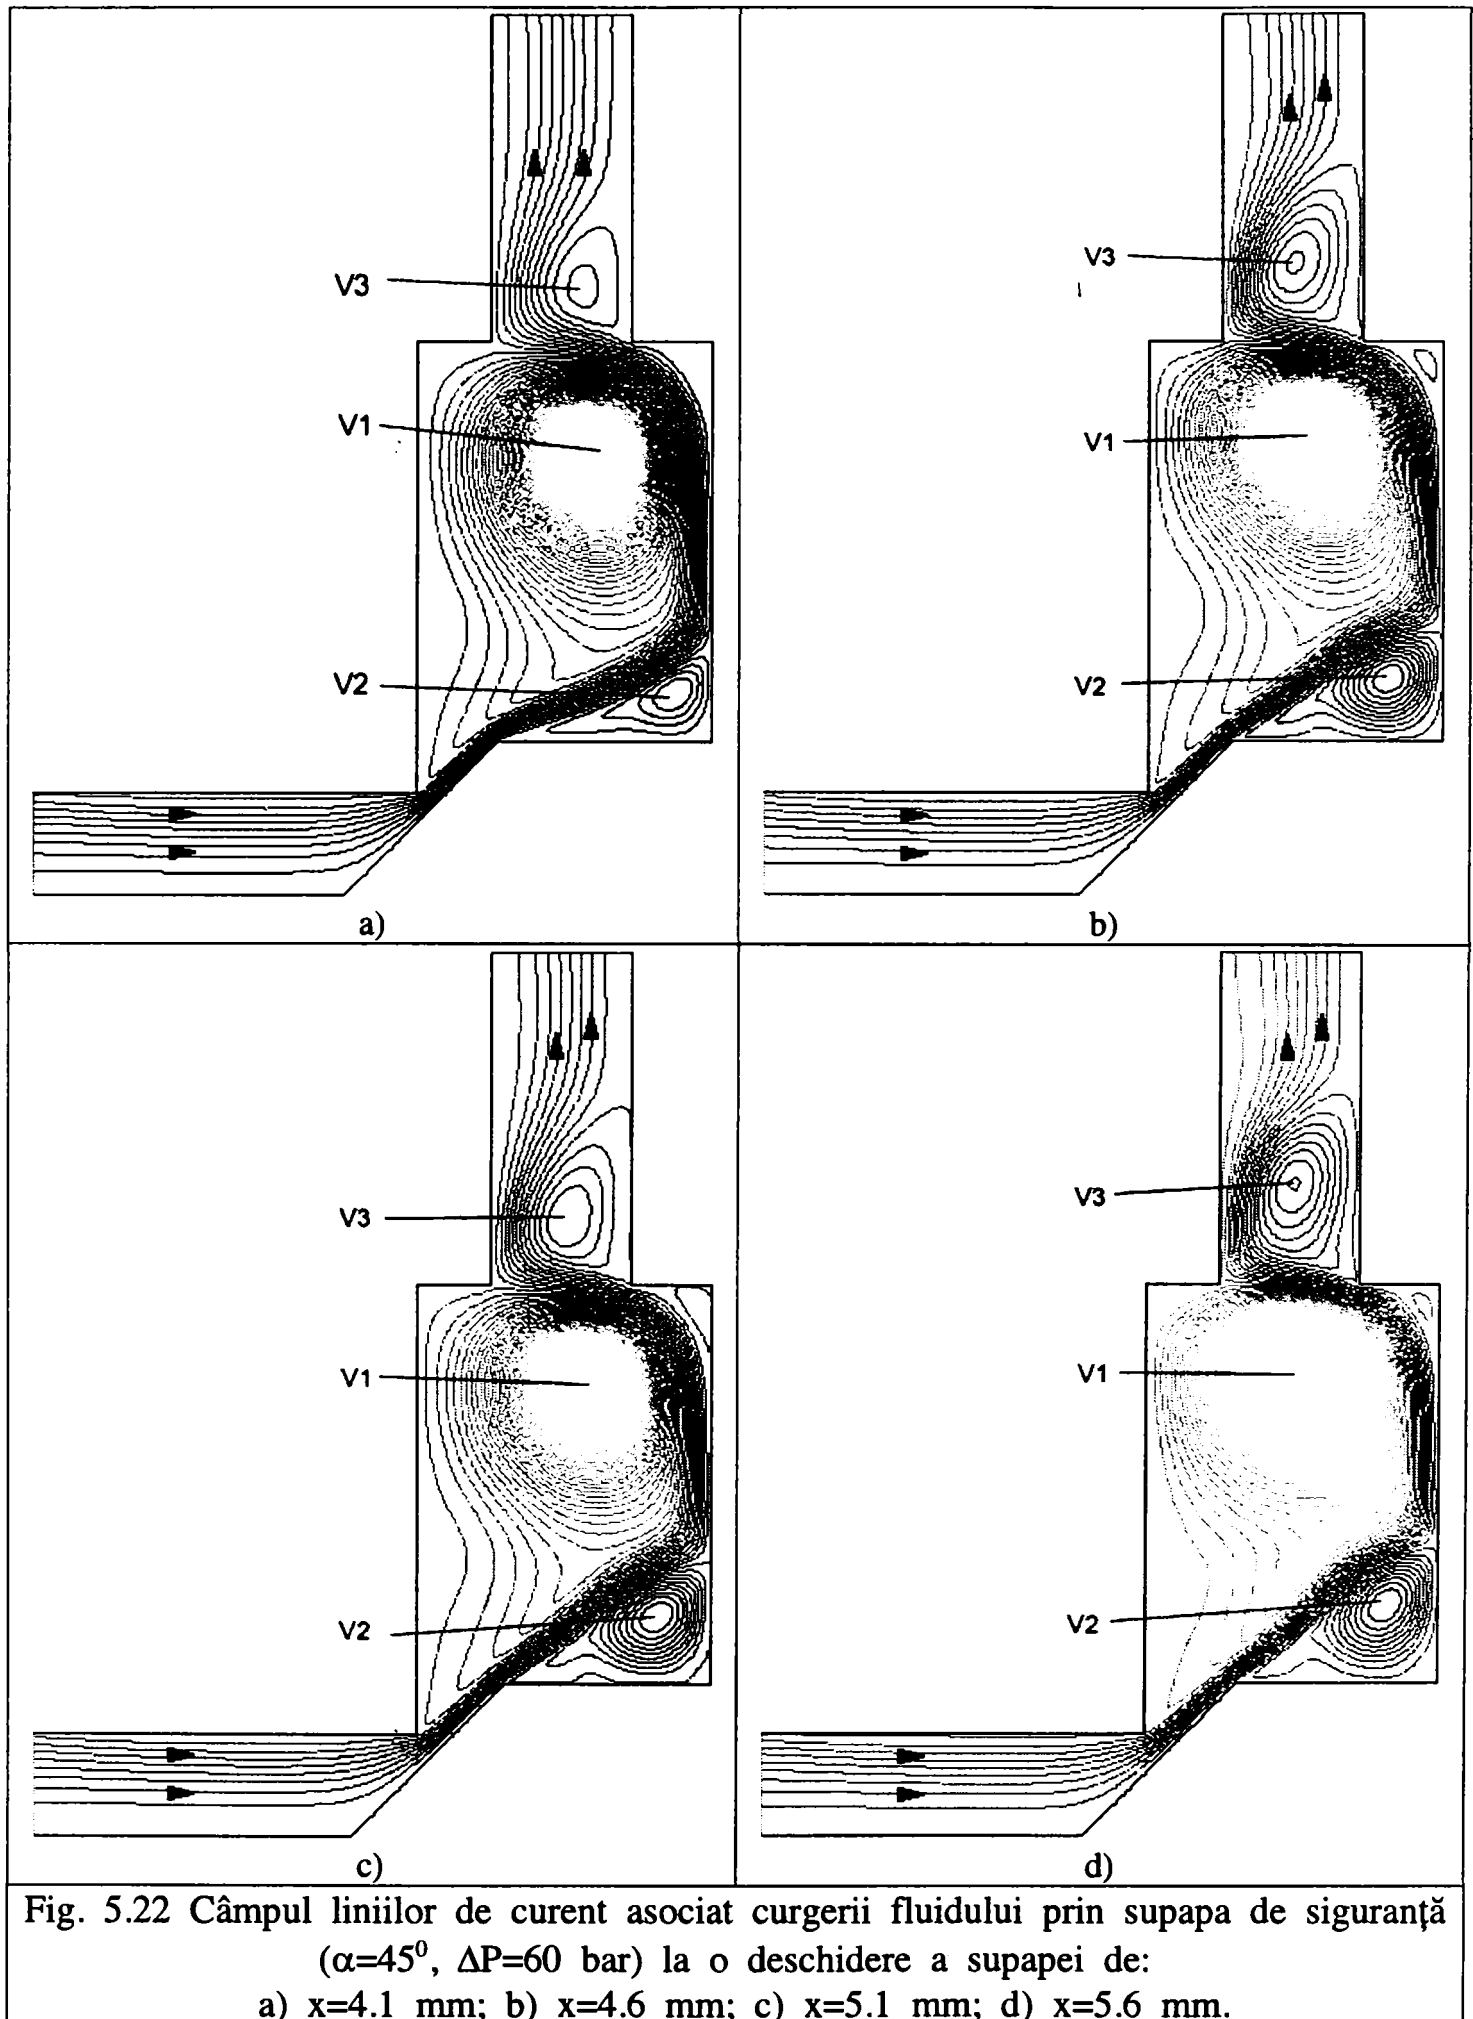 V3
V1
V2
a)
V3
V1
V2
b)
V3
V1
V2
c)
V3
V1
V2
d)
Fig. 5.22 Câmpul liniilor de curent asociat curgerii fluidului prin supapa de siguranță
(α=45⁰, ΔP=60 bar) la o deschidere a supapei de:
a) x=4.1 mm; b) x=4.6 mm; c) x=5.1 mm; d) x=5.6 mm.